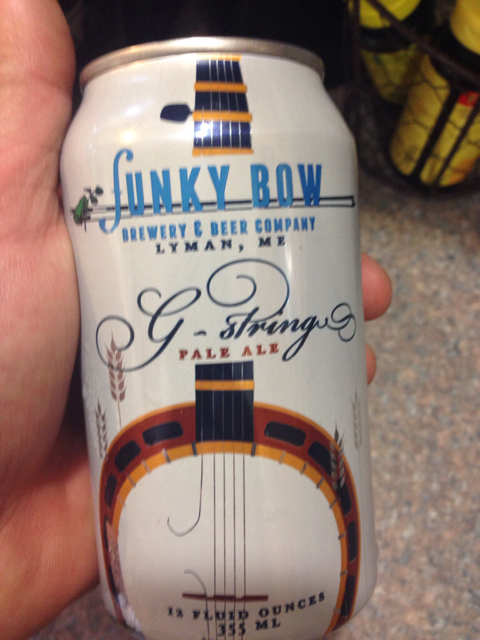 fUNKY BOW
BREWERY & BEER COMPANY
LYMAN, ME
G-string
PALE ALE
12 FLUID OUNCES
355 ML